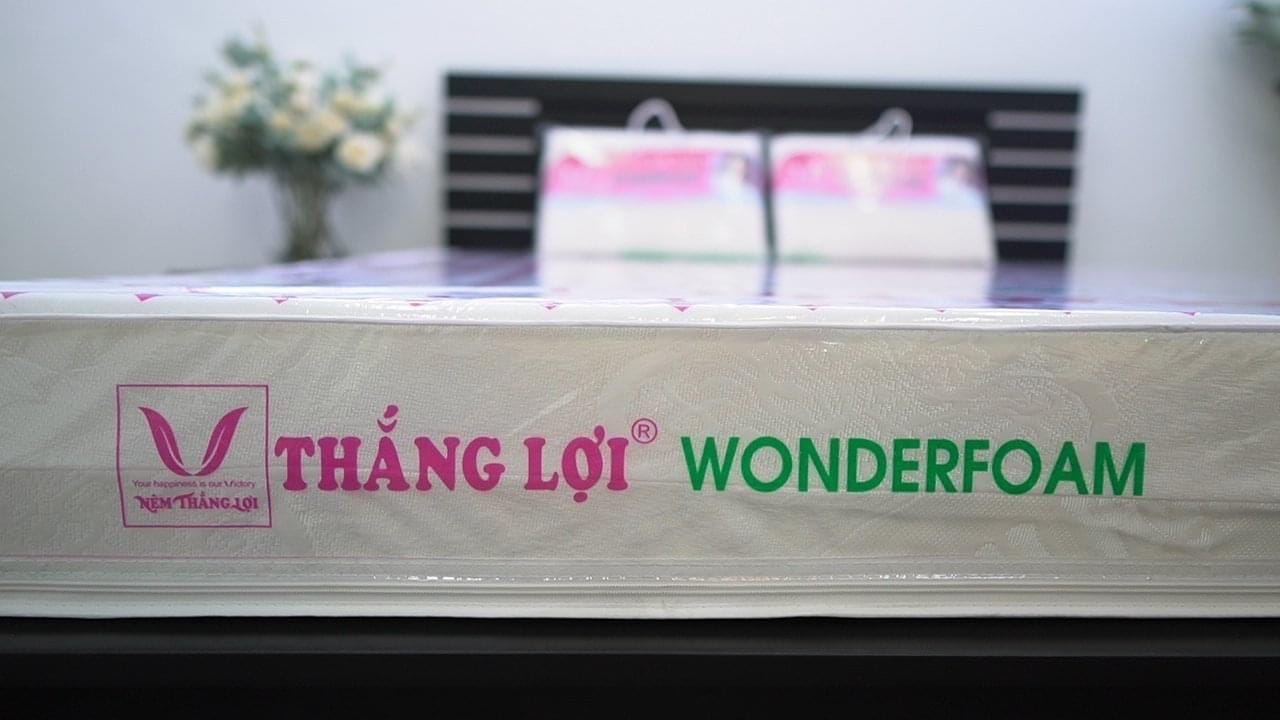 THẮNG LỢI® WONDERFOAM
Your happiness is our Victory
NỆM THẮNG LỢI